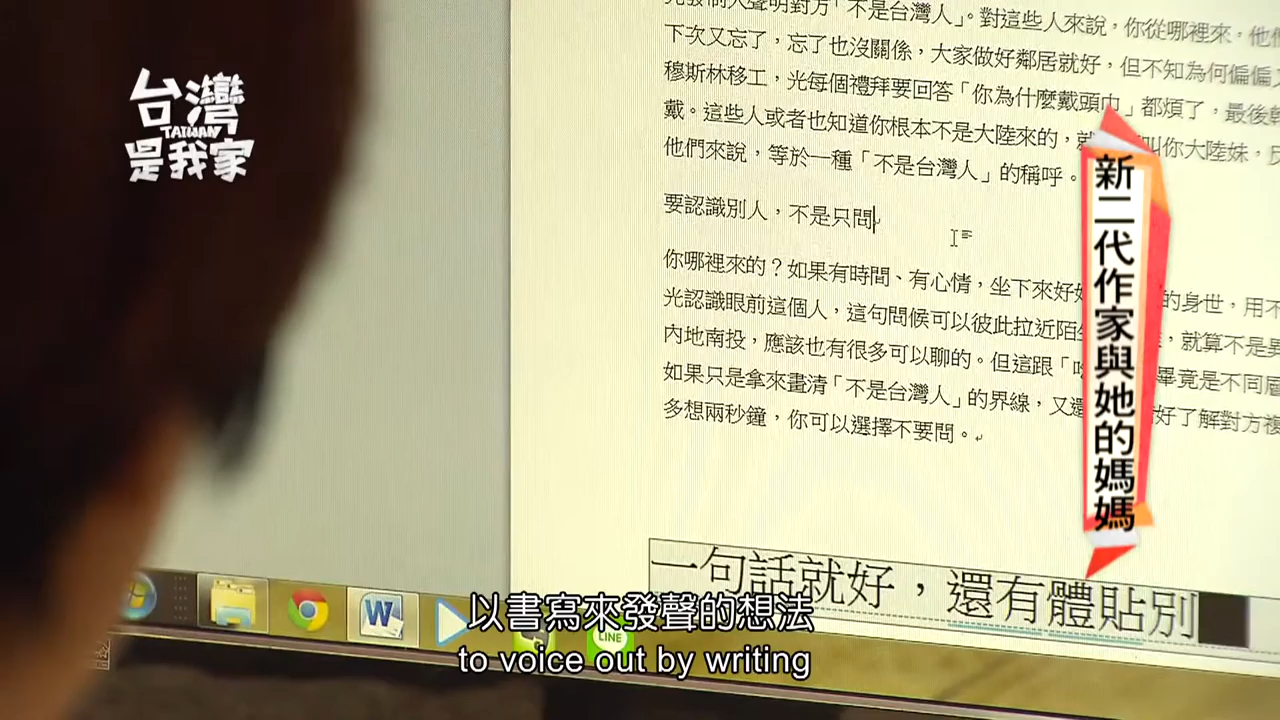 台灣
TAIWAN
是我家
先發制人聲明對方「不是台灣人」。對這些人來說，你從哪裡來，他
下次又忘了，忘了也沒關係，大家做好鄰居就好，但不知為何偏偏
穆斯林移工，光每個禮拜要回答「你為什麼戴頭巾」都煩了，最後
戴。這些人或者也知道你根本不是大陸來的，就 叫你大陸妹，反
他們來說，等於一種「不是台灣人」的稱呼。
要認識別人，不是只問
你哪裡來的？如果有時間、有心情，坐下來好 的身世，用不
光認識眼前這個人，這句問候可以彼此拉近陌 ，就算不是異
內地南投，應該也有很多可以聊的。但這跟「 畢竟是不同層
如果只是拿來畫清「不是台灣人」的界線，又 好了解對方複
多想兩秒鐘，你可以選擇不要問。
新二代作家與她的媽媽
一句話就好，還有體貼別
LINE
以書寫來發聲的想法
to voice out by writing